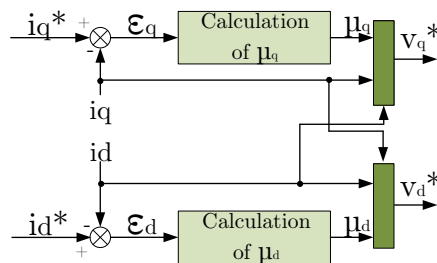 iq* + - εq Calculation of μq μq vq*
iq
id
id* - + εd Calculation of μd μd vd*